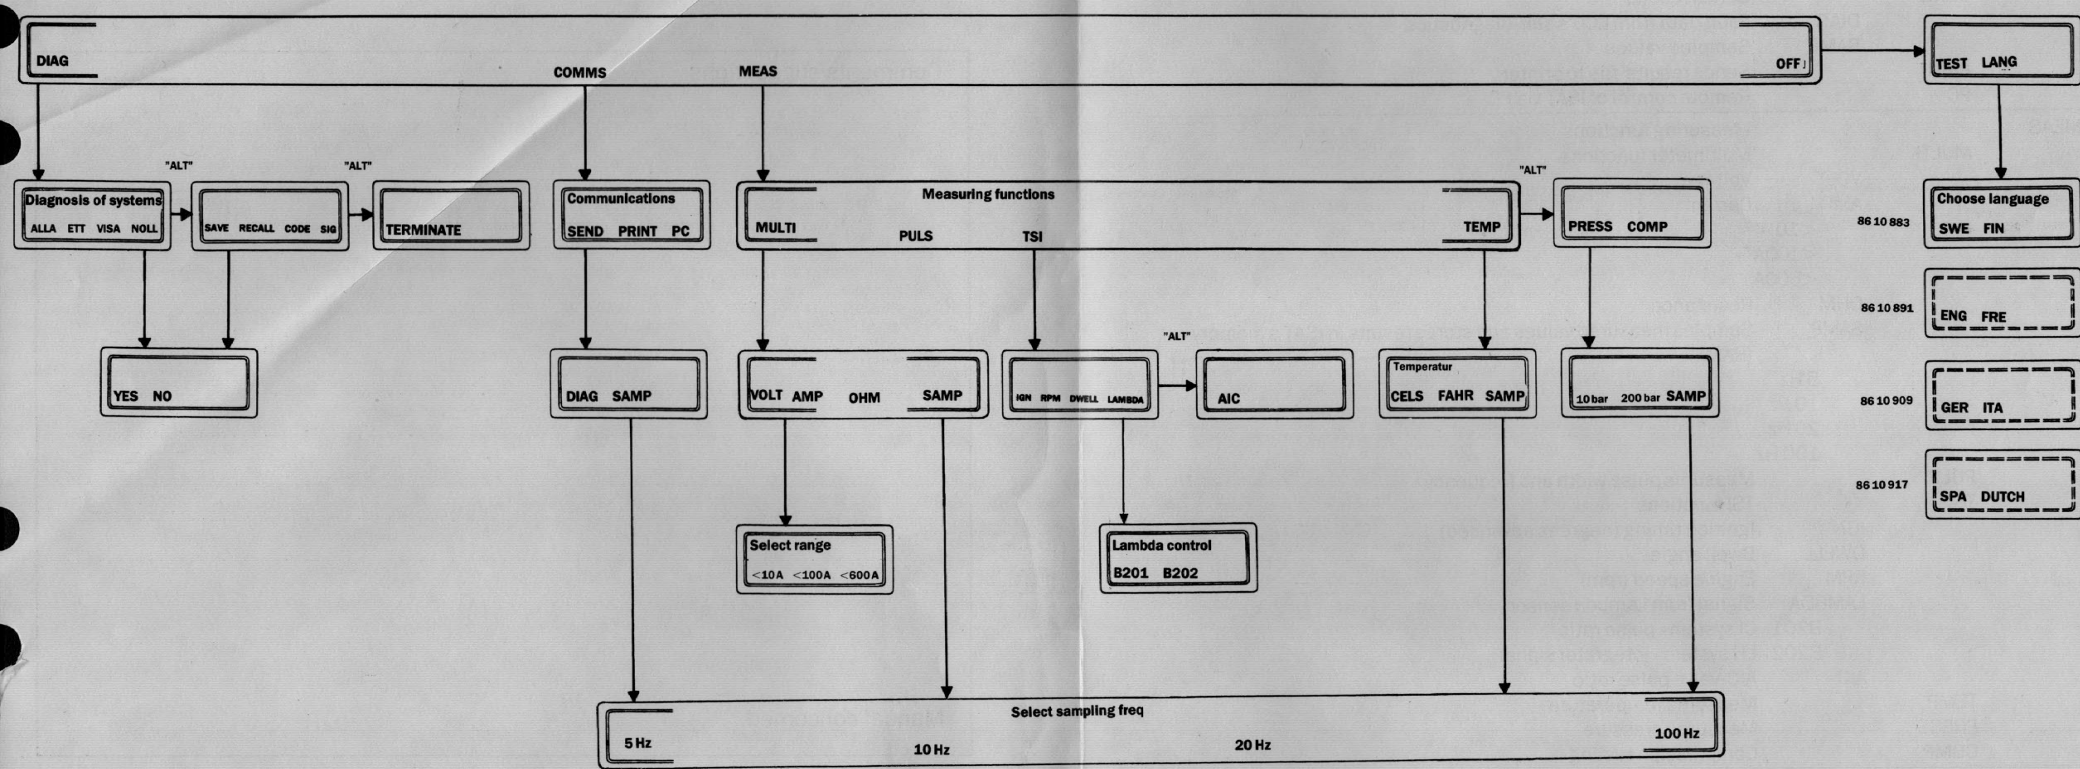 DIAG
COMMS MEAS
OFF
TEST LANG
"ALT" "ALT" "ALT"
Diagnosis of systems
ALLA ETT VISA NOLL
SAVE RECALL CODE SIG
TERMINATE
Communications
SEND PRINT PC
Measuring functions
MULTI
PULS TSI
TEMP
PRESS COMP
86 10 883
Choose language
SWE FIN
86 10 891
ENG FRE
"ALT"
YES NO
DIAG SAMP
VOLT AMP OHM SAMP
IGN RPM DWELL LAMBDA
AIC
Temperatur
CELS FAHR SAMP
10 bar 200 bar SAMP
86 10 909
GER ITA
86 10 917
SPA DUTCH
Select range
<10A <100A <600A
Lambda control
B201 B202
Select sampling freq
5 Hz 10 Hz 20 Hz 100 Hz